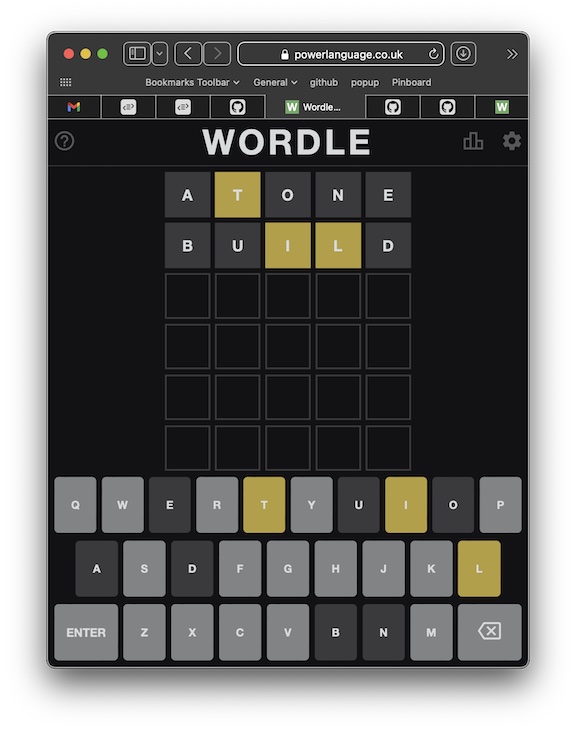 powerlanguage.co.uk
Bookmarks Toolbar General github popup Pinboard
M W Wordle... W
? WORDLE
A T O N E
B U I L D
Q W E R T Y U I O P
A S D F G H J K L
ENTER Z X C V B N M